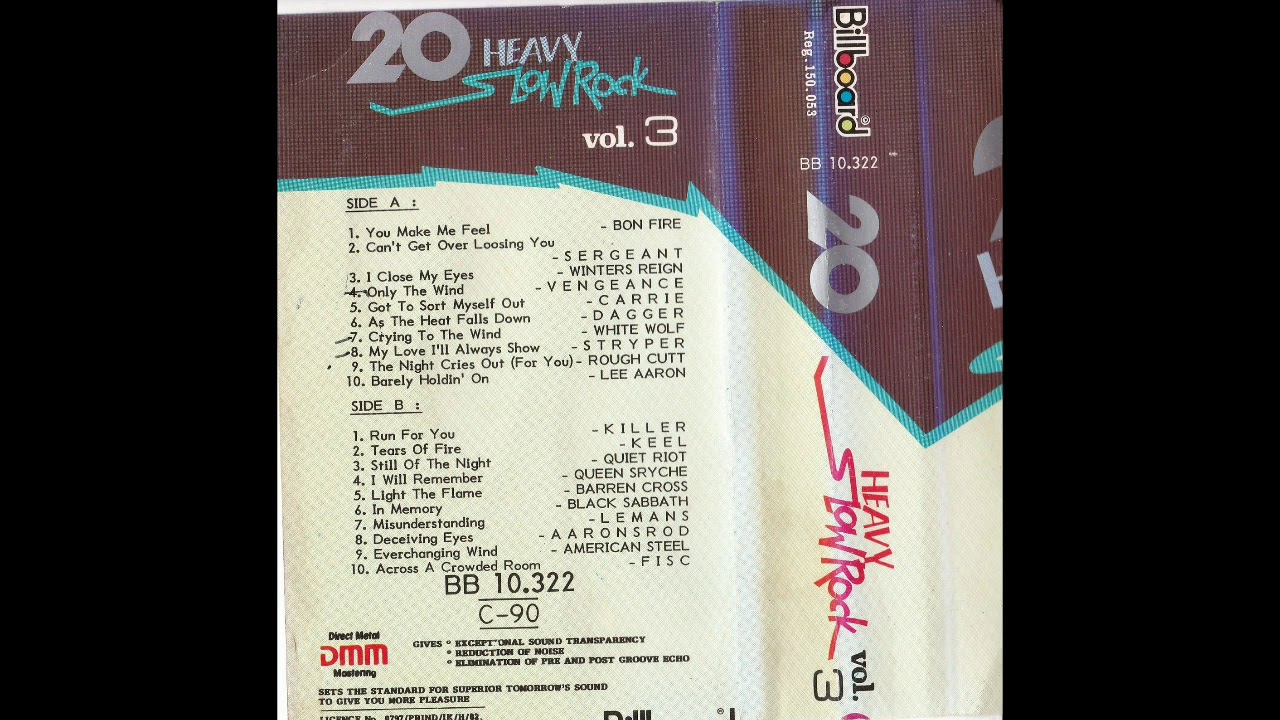 20 HEAVY
SLOW ROCK
vol. 3
SIDE A :
1. You Make Me Feel - BON FIRE
2. Can't Get Over Loosing You
- SERGEANT
3. I Close My Eyes - WINTERS REIGN
4. Only The Wind - VENGEANCE
5. Got To Sort Myself Out - CARRIE
6. As The Heat Falls Down - DAGGER
7. Crying To The Wind - WHITE WOLF
8. My Love I'll Always Show - STRYPER
9. The Night Cries Out (For You) - ROUGH CUTT
10. Barely Holdin' On - LEE AARON
SIDE B :
1. Run For You - KILLER
2. Tears Of Fire - KEEL
3. Still Of The Night - QUIET RIOT
4. I Will Remember - QUEEN SRYCHE
5. Light The Flame - BARREN CROSS
6. In Memory - BLACK SABBATH
7. Misunderstanding - LEMANS
8. Deceiving Eyes - AARONSROD
9. Everchanging Wind - AMERICAN STEEL
10. Across A Crowded Room - FISC
BB 10.322
C-90
Direct Metal
DMM
Mastering
GIVES ° EXCEPTIONAL SOUND TRANSPARENCY
° REDUCTION OF NOISE
° ELIMINATION OF PRE AND POST GROOVE ECHO
SETS THE STANDARD FOR SUPERIOR TOMORROW'S SOUND
TO GIVE YOU MORE PLEASURE
LICENCE No. 0797/PRIND/IK/H/82.
Billboard©
Reg.150.053
BB 10.322
20
HEAVY
SLOW ROCK
vol.
3